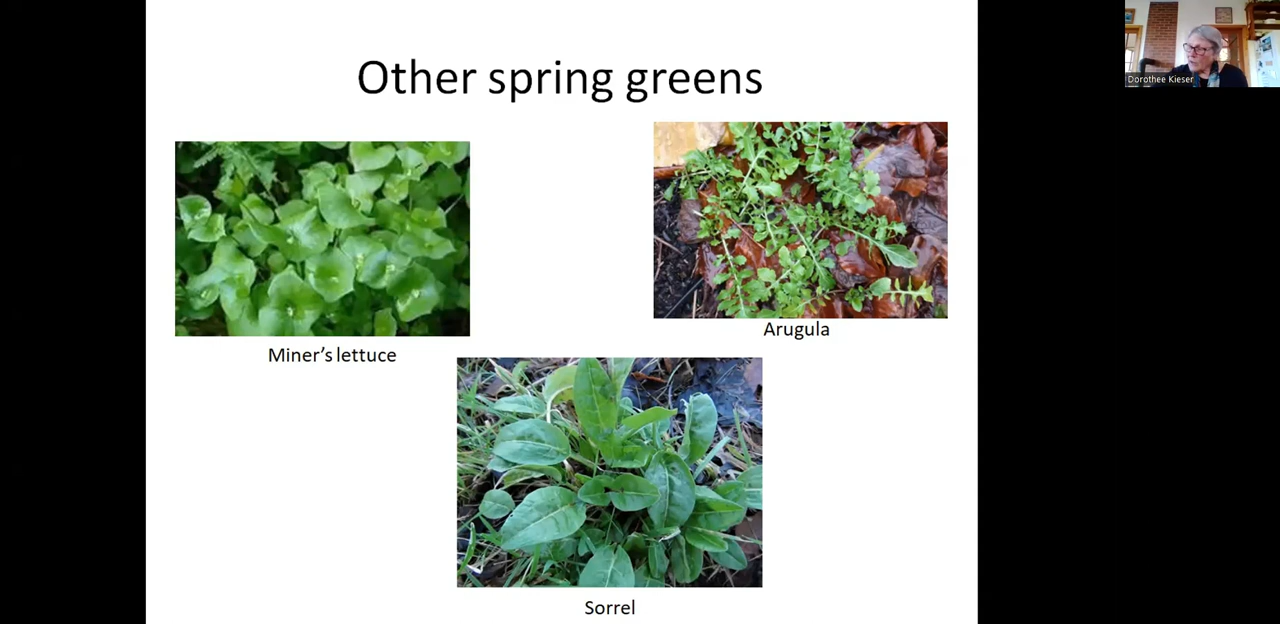 Other spring greens
Dorothee Kieser
Arugula
Miner's lettuce
Sorrel